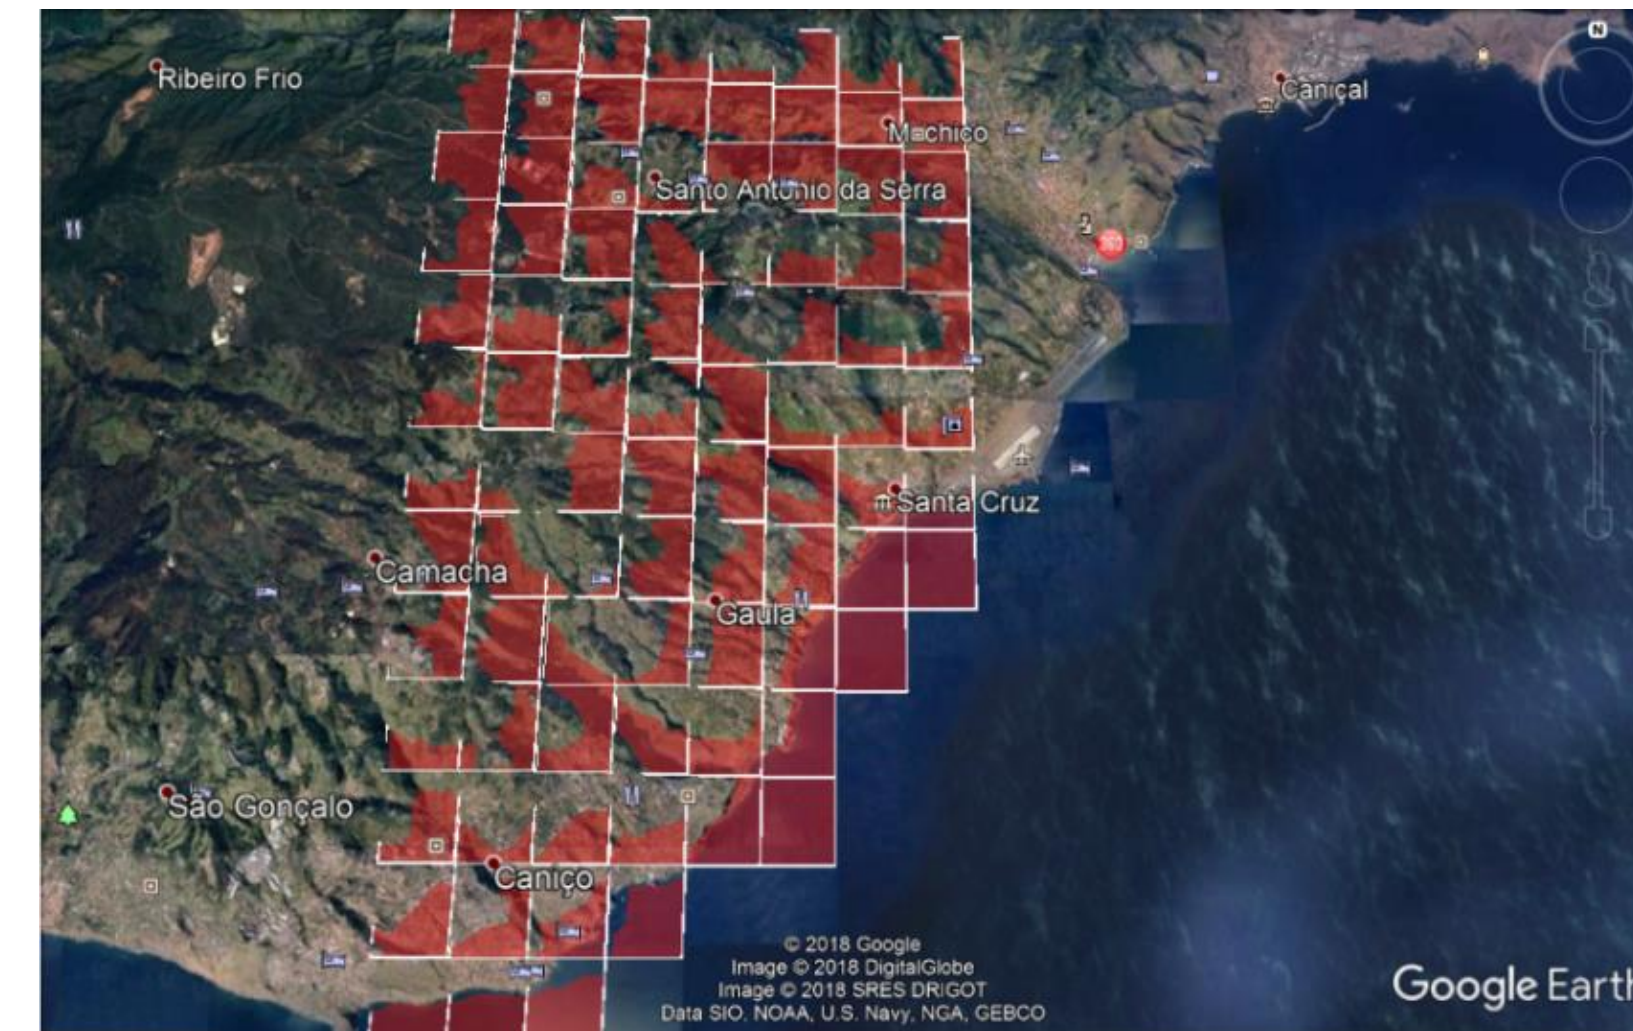 N
Ribeiro Frio
Caniçal
Machico
Santo António da Serra
Santa Cruz
Camacha
Gaula
São Gonçalo
Caniço
© 2018 Google
Image © 2018 DigitalGlobe
Image © 2018 SRES DRIGOT
Data SIO, NOAA, U.S. Navy, NGA, GEBCO
Google Earth